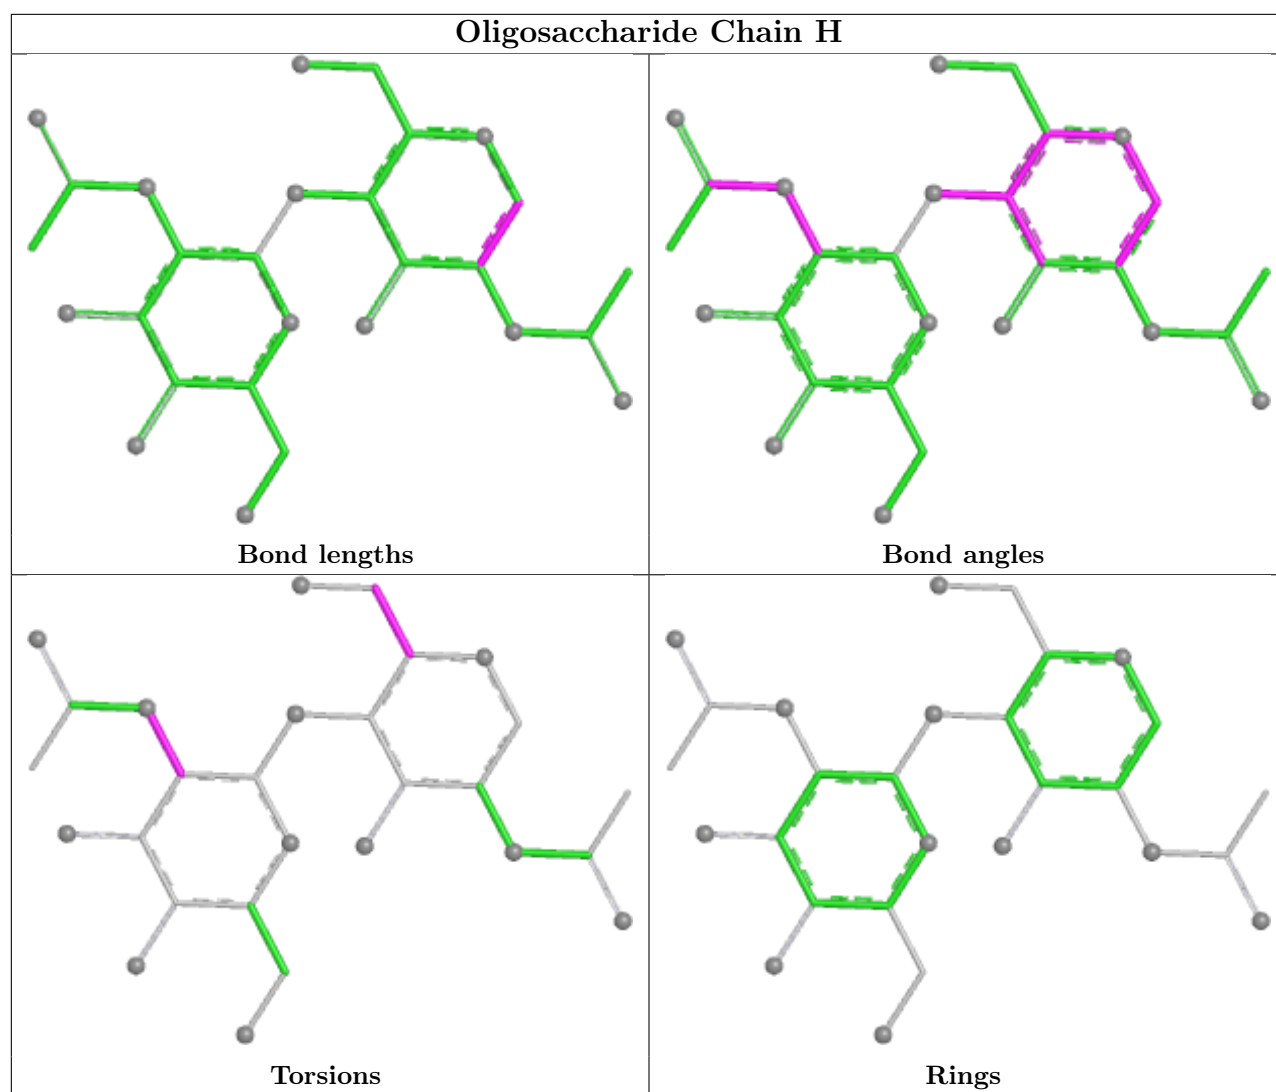 Oligosaccharide Chain H
Bond lengths
Bond angles
Torsions
Rings